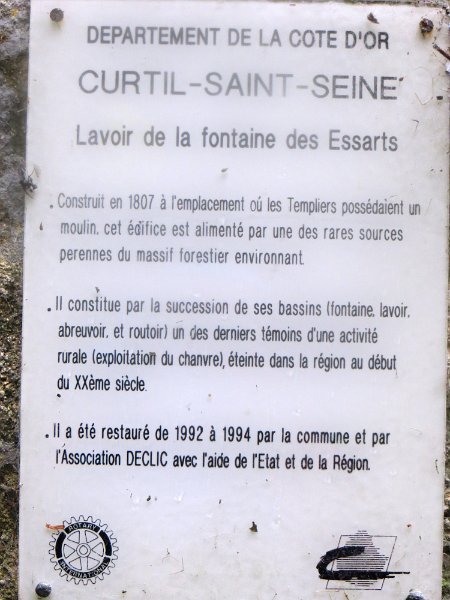 DEPARTEMENT DE LA COTE D'OR
CURTIL-SAINT-SEINE
Lavoir de la fontaine des Essarts
. Construit en 1807 à l'emplacement oú les Templiers possédaient un
moulin, cet édifice est alimenté par une des rares sources
perennes du massif forestier environnant.
. Il constitue par la succession de ses bassins (fontaine, lavoir,
abreuvoir, et routoir) un des derniers témoins d'une activité
rurale (exploitation du chanvre), éteinte dans la région au début
du XXème siècle.
. Il a été restauré de 1992 à 1994 par la commune et par
l'Association DECLIC avec l'aide de l'Etat et de la Région.
ROTARY
INTERNATIONAL